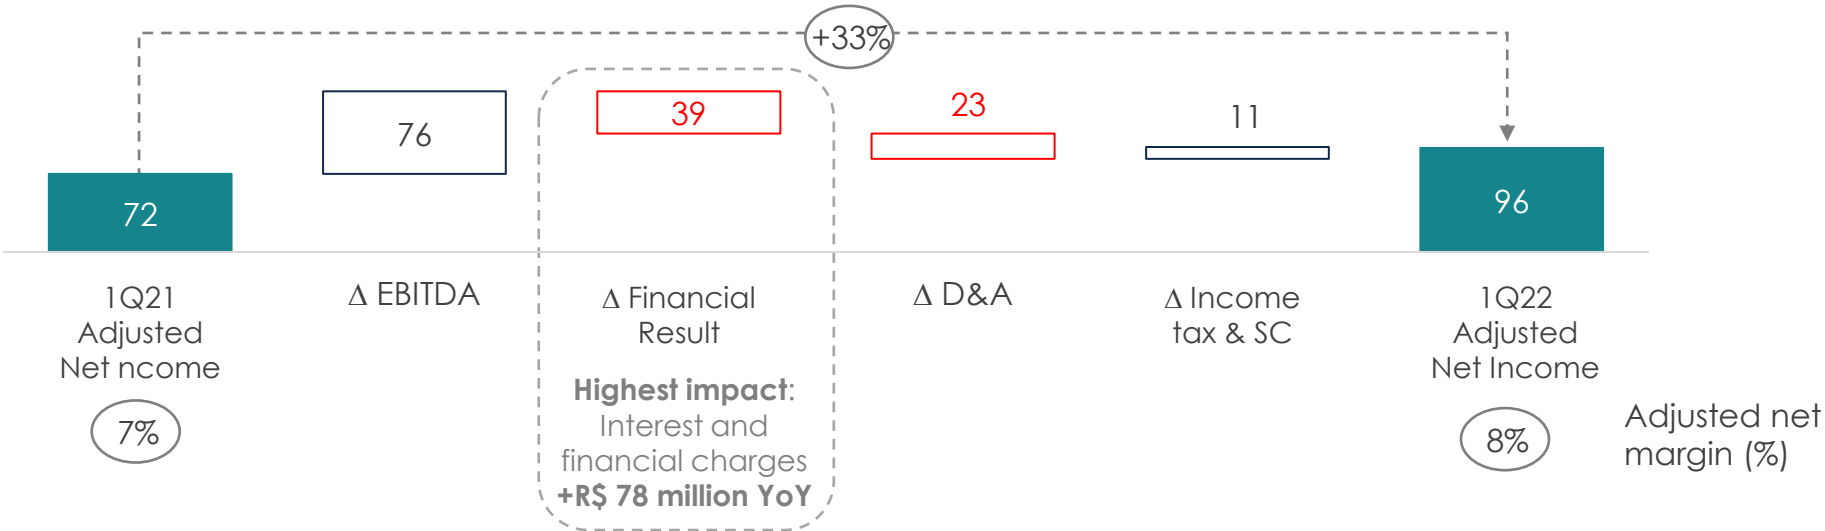 +33%
76
39
23
11
72
96
1Q21
Adjusted
Net ncome
7%
Δ EBITDA
Δ Financial
Result
Highest impact:
Interest and
financial charges
+R$ 78 million YoY
Δ D&A
Δ Income
tax & SC
1Q22
Adjusted
Net Income
8%
Adjusted net
margin (%)